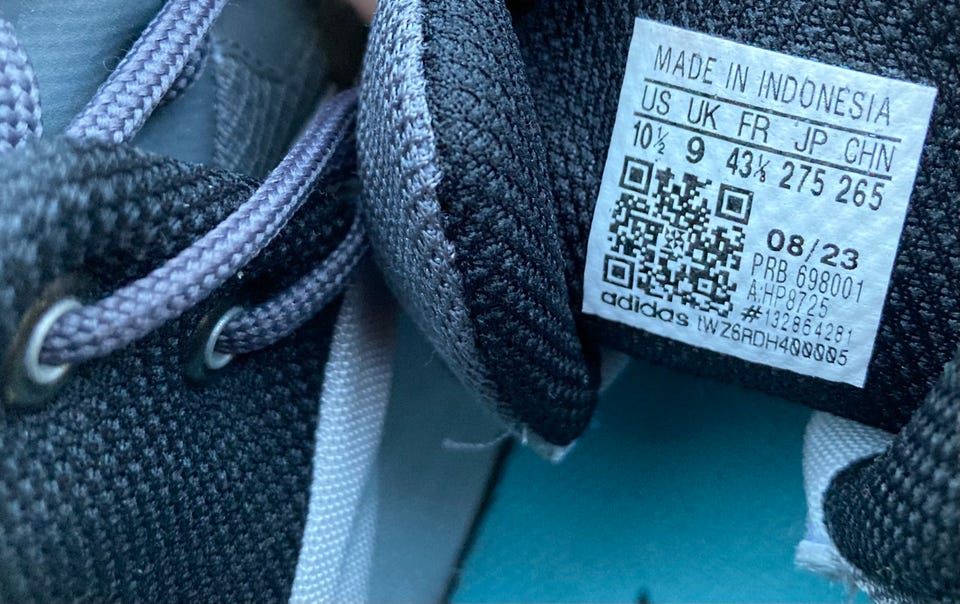 MADE IN INDONESIA
US UK FR JP CHN
10½ 9 43⅓ 275 265
08/23
PRB 698001
A:HP8725
#132864281
adidas tWZ6RDH400005